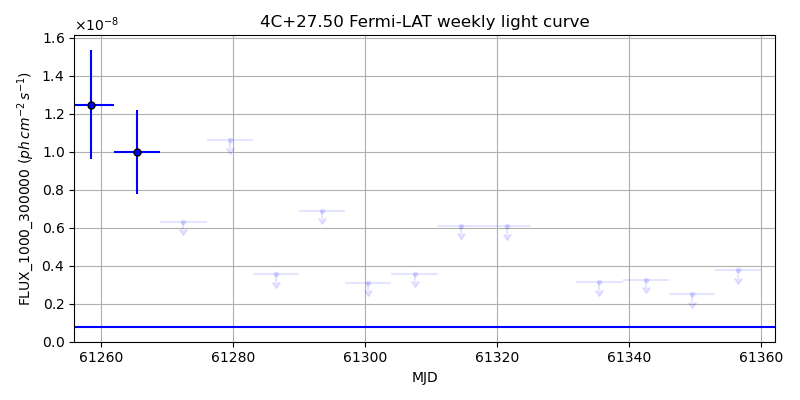 4C+27.50 Fermi-LAT weekly light curve
×10⁻⁸
FLUX_1000_300000 (ph cm⁻² s⁻¹)
1.6
1.4
1.2
1.0
0.8
0.6
0.4
0.2
0.0
61260 61280 61300 61320 61340 61360
MJD